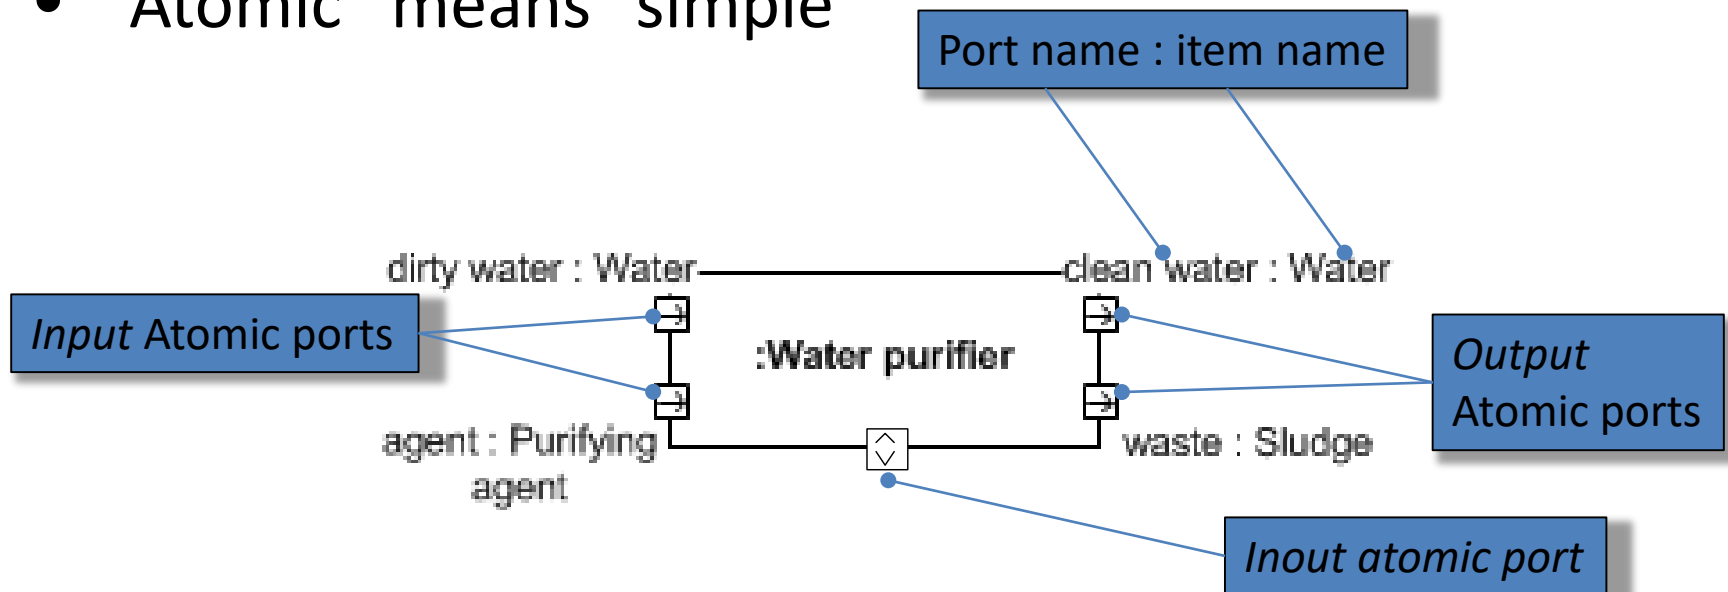 • Atomic means simple
Port name : item name
dirty water : Water
clean water : Water
Input Atomic ports
:Water purifier
Output
Atomic ports
agent : Purifying
agent
waste : Sludge
Inout atomic port